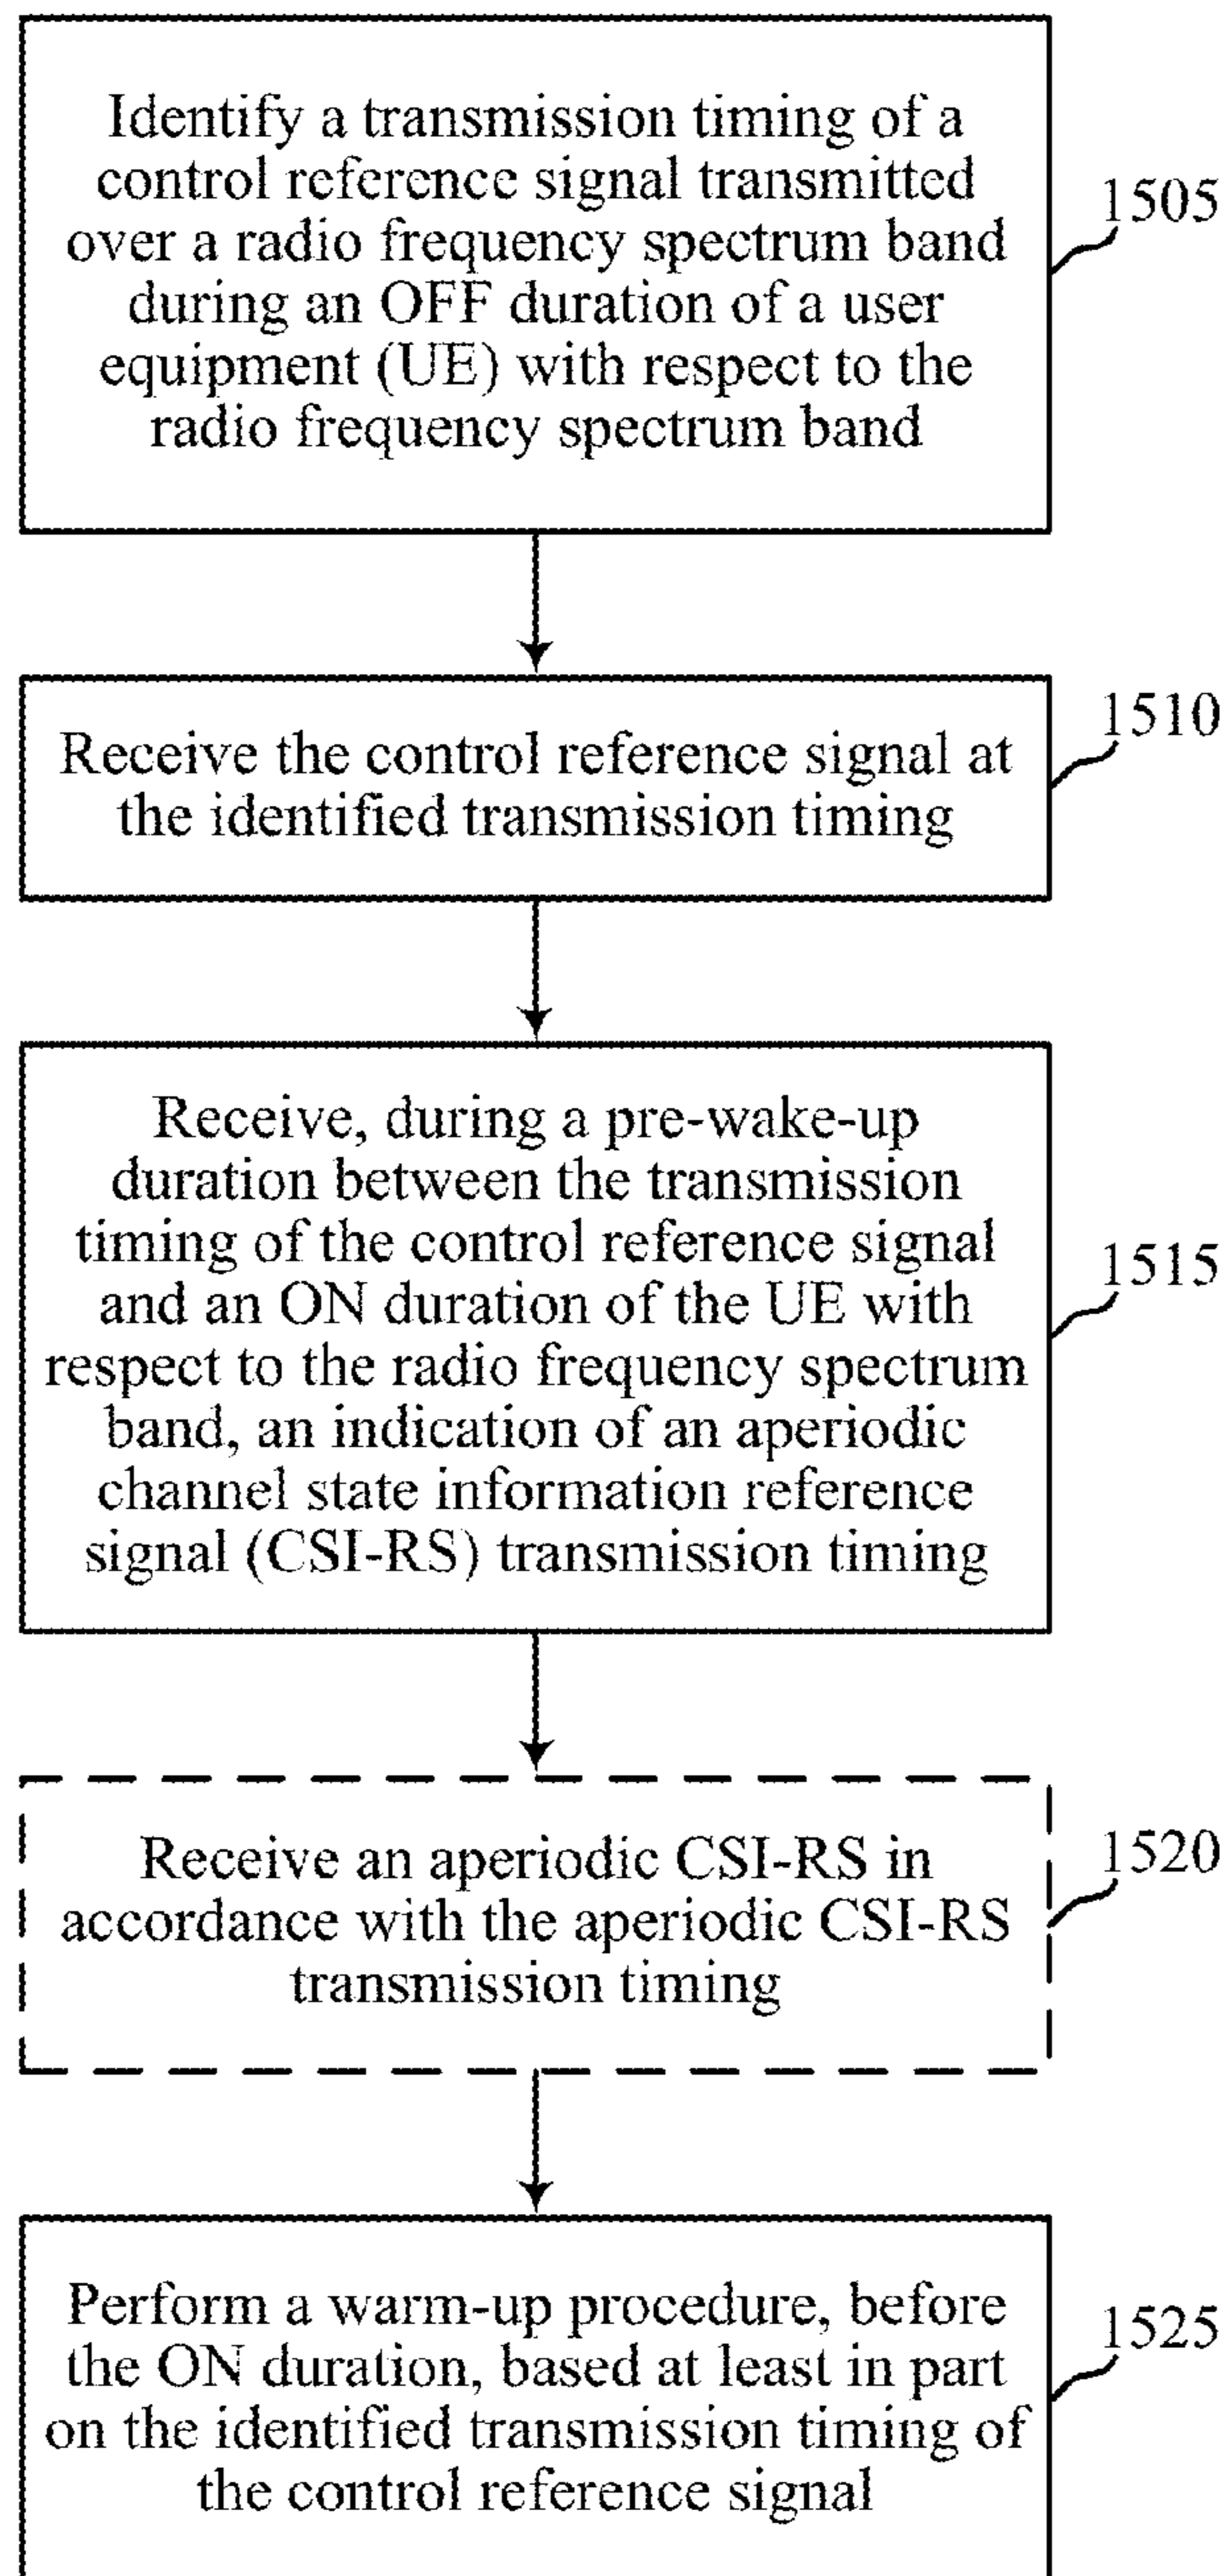 Identify a transmission timing of a
control reference signal transmitted
over a radio frequency spectrum band
during an OFF duration of a user
equipment (UE) with respect to the
radio frequency spectrum band
1505
Receive the control reference signal at
the identified transmission timing
1510
Receive, during a pre-wake-up
duration between the transmission
timing of the control reference signal
and an ON duration of the UE with
respect to the radio frequency spectrum
band, an indication of an aperiodic
channel state information reference
signal (CSI-RS) transmission timing
1515
Receive an aperiodic CSI-RS in
accordance with the aperiodic CSI-RS
transmission timing
1520
Perform a warm-up procedure, before
the ON duration, based at least in part
on the identified transmission timing of
the control reference signal
1525